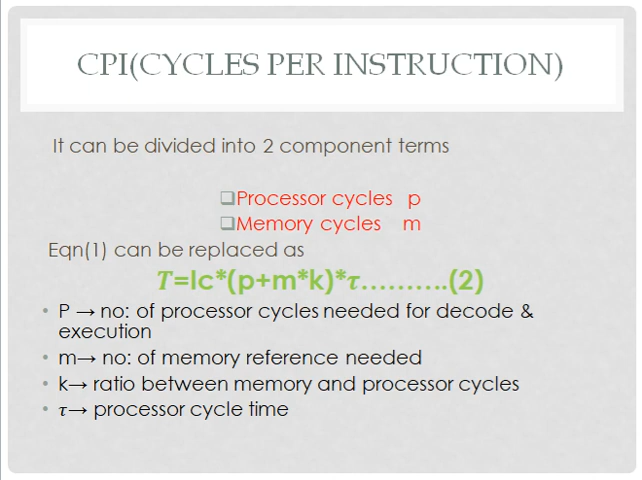 CPI(CYCLES PER INSTRUCTION)
It can be divided into 2 component terms
❑Processor cycles p
❑Memory cycles m
Eqn(1) can be replaced as
T=Ic*(p+m*k)*τ……….(2)
• P → no: of processor cycles needed for decode &
execution
• m→ no: of memory reference needed
• k→ ratio between memory and processor cycles
• τ→ processor cycle time